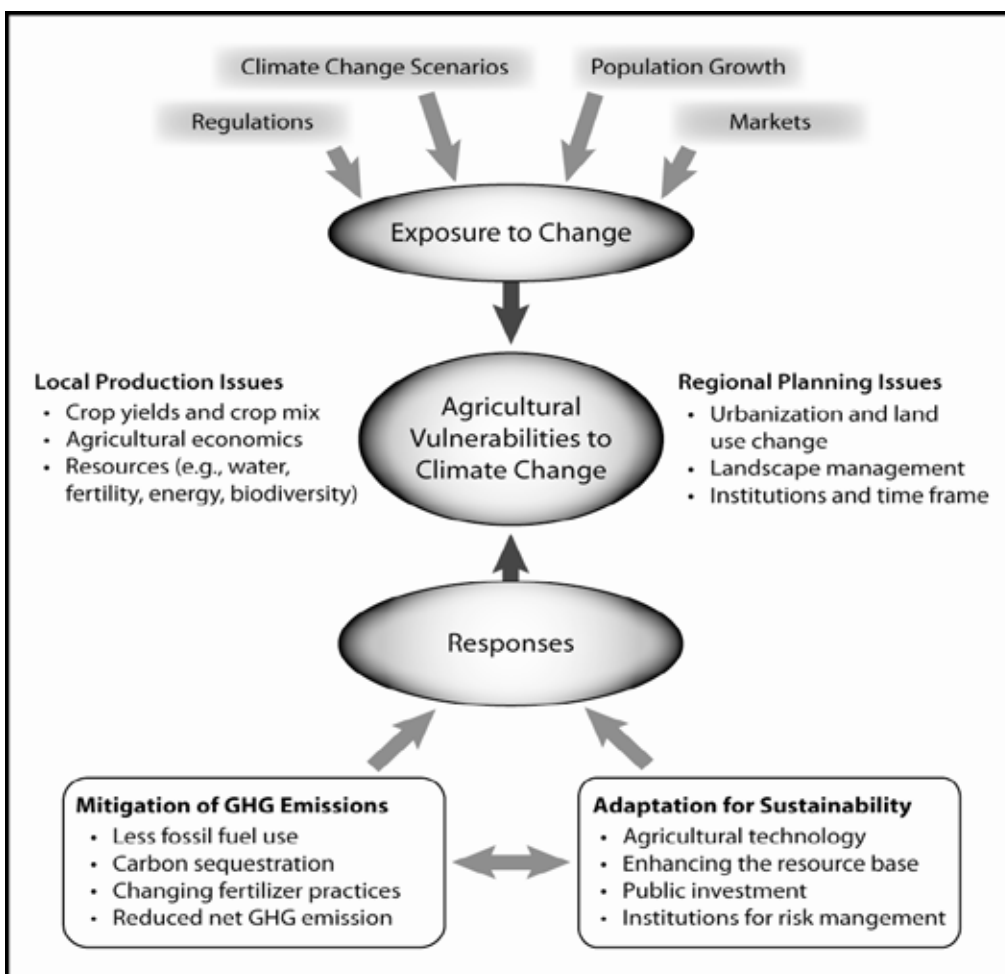 Climate Change Scenarios
Population Growth
Regulations
Markets
Exposure to Change
Local Production Issues
• Crop yields and crop mix
• Agricultural economics
• Resources (e.g., water,
fertility, energy, biodiversity)
Agricultural
Vulnerabilities to
Climate Change
Regional Planning Issues
• Urbanization and land
use change
• Landscape management
• Institutions and time frame
Responses
Mitigation of GHG Emissions
• Less fossil fuel use
• Carbon sequestration
• Changing fertilizer practices
• Reduced net GHG emission
Adaptation for Sustainability
• Agricultural technology
• Enhancing the resource base
• Public investment
• Institutions for risk mangement